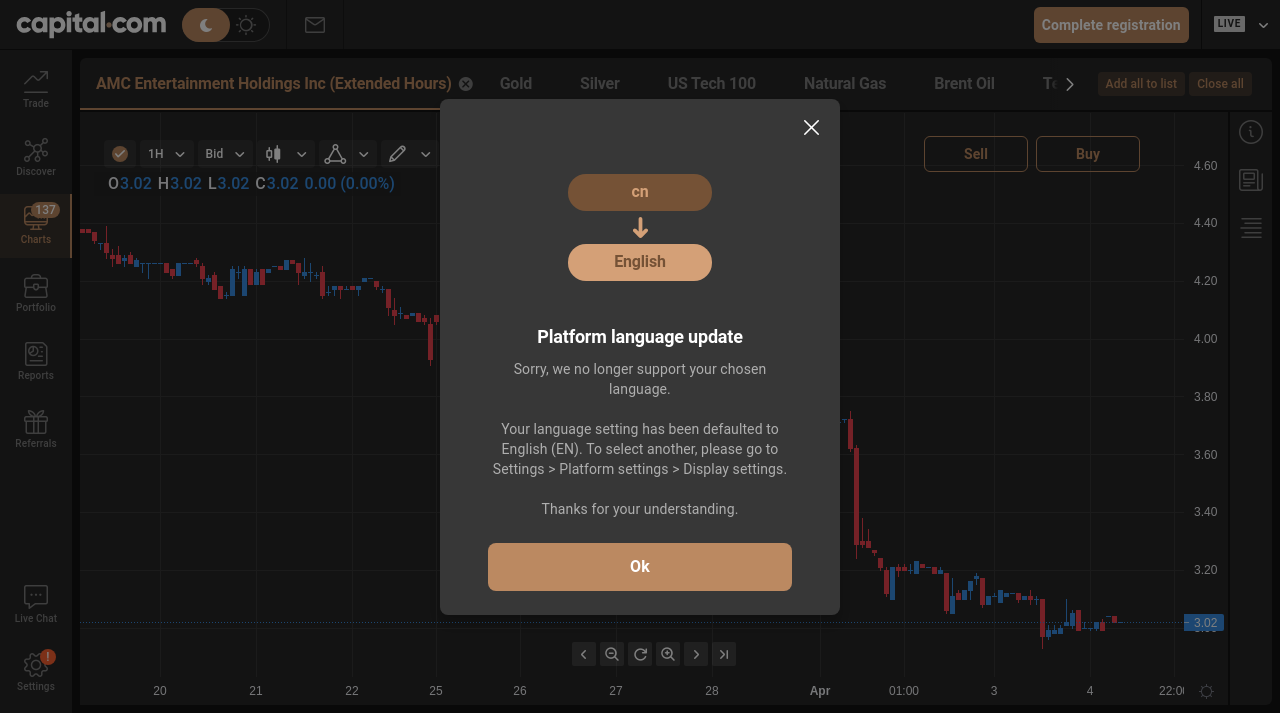 capital.com
Complete registration
LIVE
Trade
Discover
137
Charts
Portfolio
Reports
Referrals
Live Chat
!
Settings
AMC Entertainment Holdings Inc (Extended Hours)
Gold
Silver
US Tech 100
Natural Gas
Brent Oil
Add all to list
Close all
1H
Bid
Sell
Buy
O3.02 H3.02 L3.02 C3.02 0.00 (0.00%)
cn
English
Platform language update
Sorry, we no longer support your chosen
language.
Your language setting has been defaulted to
English (EN). To select another, please go to
Settings > Platform settings > Display settings.
Thanks for your understanding.
Ok
4.60
4.40
4.20
4.00
3.80
3.60
3.40
3.20
3.02
20
21
22
25
26
27
28
Apr
01:00
3
4
22:00